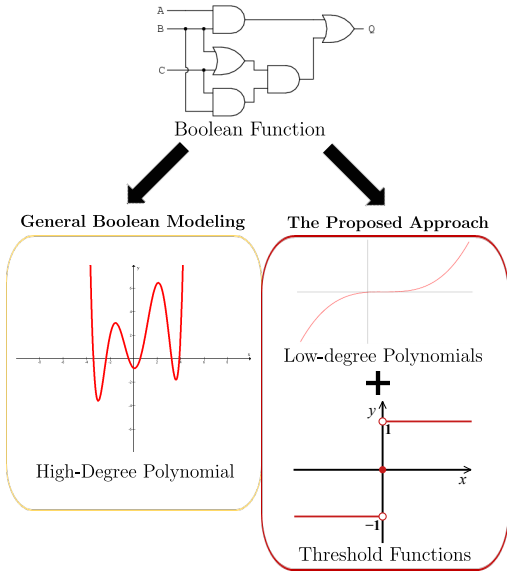 A
B
Q
C
Boolean Function
General Boolean Modeling
The Proposed Approach
High-Degree Polynomial
Low-degree Polynomials
+
y
1
x
−1
Threshold Functions